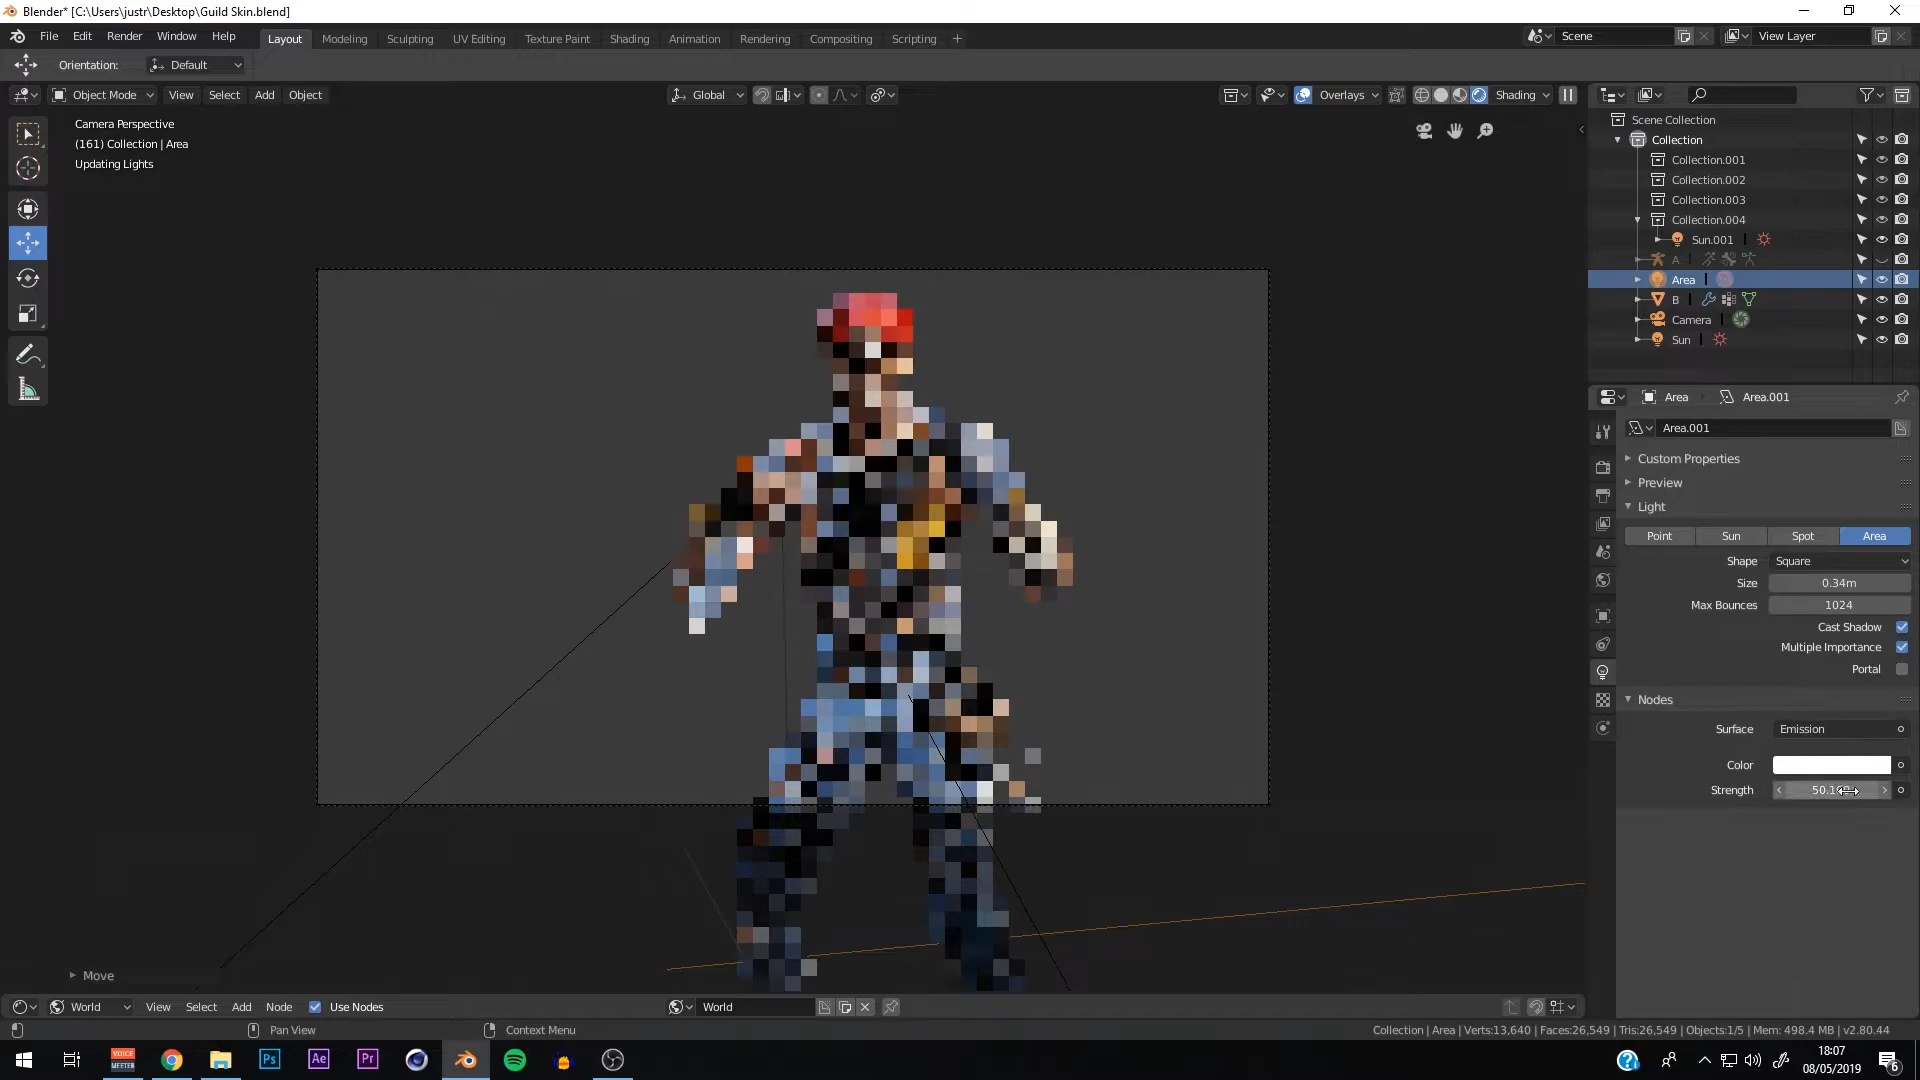 Blender* [C:\Users\justr\Desktop\Guild Skin.blend]
File Edit Render Window Help
Layout Modeling Sculpting UV Editing Texture Paint Shading Animation Rendering Compositing Scripting +
Scene
View Layer
Orientation: Default
Object Mode View Select Add Object
Global
Overlays
Shading
Camera Perspective
(161) Collection | Area
Updating Lights
Scene Collection
Collection
Collection.001
Collection.002
Collection.003
Collection.004
Sun.001
A
Area
B
Camera
Sun
Area
Area.001
Area.001
Custom Properties
Preview
Light
Point Sun Spot Area
Shape Square
Size 0.34m
Max Bounces 1024
Cast Shadow
Multiple Importance
Portal
Nodes
Surface Emission
Color
Strength
Move
World View Select Add Node Use Nodes
World
Pan View
Context Menu
Collection | Area | Verts:13,640 | Faces:26,549 | Tris:26,549 | Objects:1/5 | Mem: 498.4 MB | v2.80.44
VOICE
MEETER
Ps
Ae
Pr
18:07
08/05/2019
6